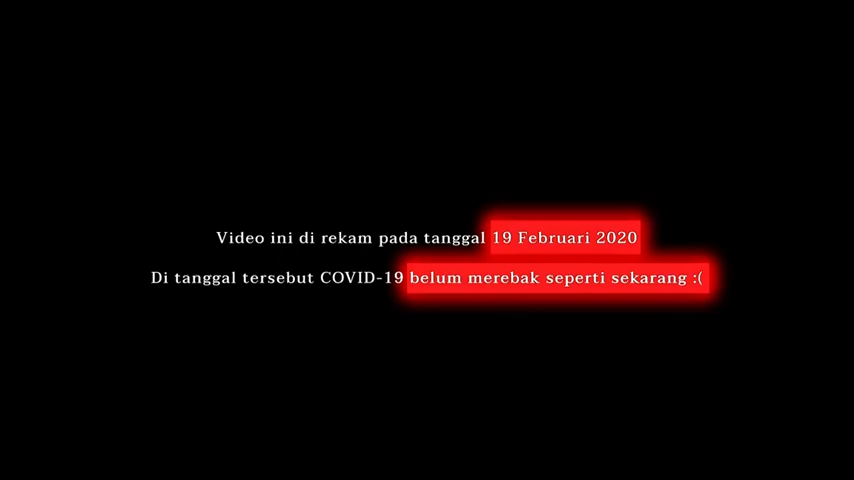 Video ini di rekam pada tanggal 19 Februari 2020
Di tanggal tersebut COVID-19 belum merebak seperti sekarang :(